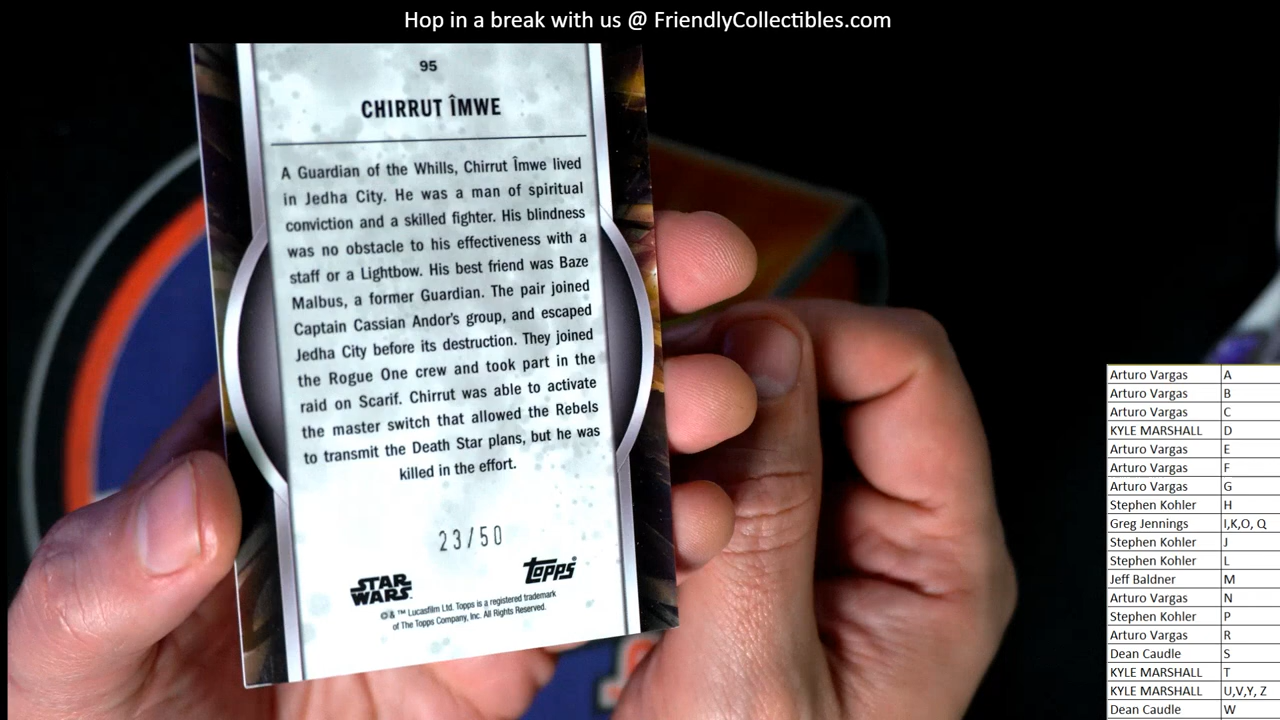 Hop in a break with us @ FriendlyCollectibles.com
95
CHIRRUT ÎMWE
A Guardian of the Whills, Chirrut Îmwe lived
in Jedha City. He was a man of spiritual
conviction and a skilled fighter. His blindness
was no obstacle to his effectiveness with a
staff or a Lightbow. His best friend was Baze
Malbus, a former Guardian. The pair joined
Captain Cassian Andor's group, and escaped
Jedha City before its destruction. They joined
the Rogue One crew and took part in the
raid on Scarif. Chirrut was able to activate
the master switch that allowed the Rebels
to transmit the Death Star plans, but he was
killed in the effort.
23/50
STAR
WARS
topps
© & ™ Lucasfilm Ltd. Topps is a registered trademark
of The Topps Company, Inc. All Rights Reserved.
Arturo Vargas A
Arturo Vargas B
Arturo Vargas C
KYLE MARSHALL D
Arturo Vargas E
Arturo Vargas F
Arturo Vargas G
Stephen Kohler H
Greg Jennings I,K,O, Q
Stephen Kohler J
Stephen Kohler L
Jeff Baldner M
Arturo Vargas N
Stephen Kohler P
Arturo Vargas R
Dean Caudle S
KYLE MARSHALL T
KYLE MARSHALL U,V,Y, Z
Dean Caudle W